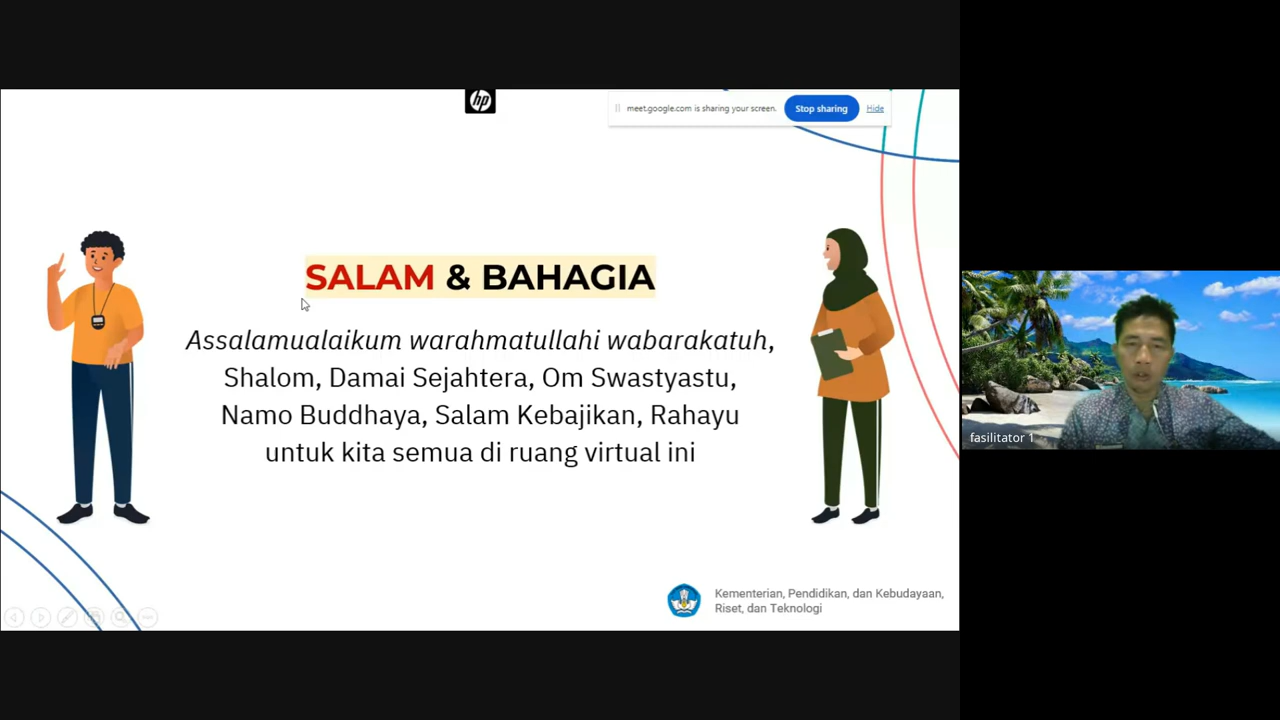 hp
meet.google.com is sharing your screen. Stop sharing Hide
SALAM & BAHAGIA
Assalamualaikum warahmatullahi wabarakatuh,
Shalom, Damai Sejahtera, Om Swastyastu,
Namo Buddhaya, Salam Kebajikan, Rahayu
untuk kita semua di ruang virtual ini
fasilitator 1
Kementerian, Pendidikan, dan Kebudayaan,
Riset, dan Teknologi